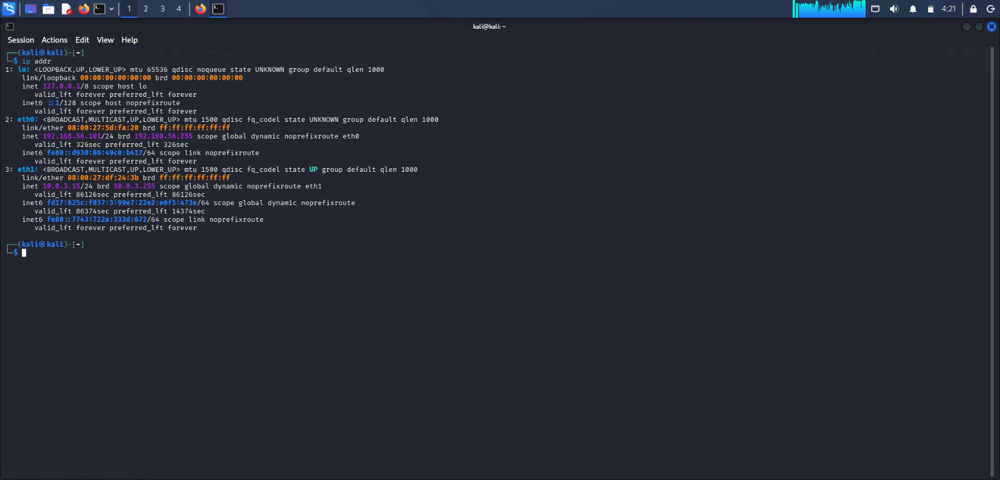 1 2 3 4
4:21
kali@kali: ~
Session Actions Edit View Help
┌──(kali㉿kali)-[~]
└─$ ip addr
1: lo: <LOOPBACK,UP,LOWER_UP> mtu 65536 qdisc noqueue state UNKNOWN group default qlen 1000
    link/loopback 00:00:00:00:00:00 brd 00:00:00:00:00:00
    inet 127.0.0.1/8 scope host lo
       valid_lft forever preferred_lft forever
    inet6 ::1/128 scope host noprefixroute
       valid_lft forever preferred_lft forever
2: eth0: <BROADCAST,MULTICAST,UP,LOWER_UP> mtu 1500 qdisc fq_codel state UNKNOWN group default qlen 1000
    link/ether 08:00:27:5d:fa:20 brd ff:ff:ff:ff:ff:ff
    inet 192.168.56.101/24 brd 192.168.56.255 scope global dynamic noprefixroute eth0
       valid_lft 326sec preferred_lft 326sec
    inet6 fe80::d930:86:49c0:b417/64 scope link noprefixroute
       valid_lft forever preferred_lft forever
3: eth1: <BROADCAST,MULTICAST,UP,LOWER_UP> mtu 1500 qdisc fq_codel state UP group default qlen 1000
    link/ether 08:00:27:df:24:3b brd ff:ff:ff:ff:ff:ff
    inet 10.0.3.15/24 brd 10.0.3.255 scope global dynamic noprefixroute eth1
       valid_lft 86126sec preferred_lft 86126sec
    inet6 fd17:625c:f037:3:99e7:22e2:e0f5:473e/64 scope global dynamic noprefixroute
       valid_lft 86374sec preferred_lft 14374sec
    inet6 fe80::7743:722a:333d:672/64 scope link noprefixroute
       valid_lft forever preferred_lft forever
┌──(kali㉿kali)-[~]
└─$
Transferring data from web.whatsapp.com…